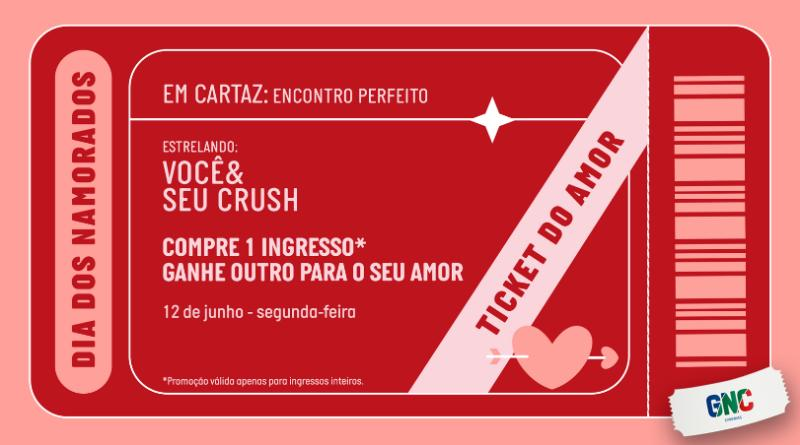 DIA DOS NAMORADOS
EM CARTAZ: ENCONTRO PERFEITO
ESTRELANDO:
VOCÊ&
SEU CRUSH
COMPRE 1 INGRESSO*
GANHE OUTRO PARA O SEU AMOR
12 de junho - segunda-feira
*Promoção válida apenas para ingressos inteiros.
TICKET DO AMOR
GNC